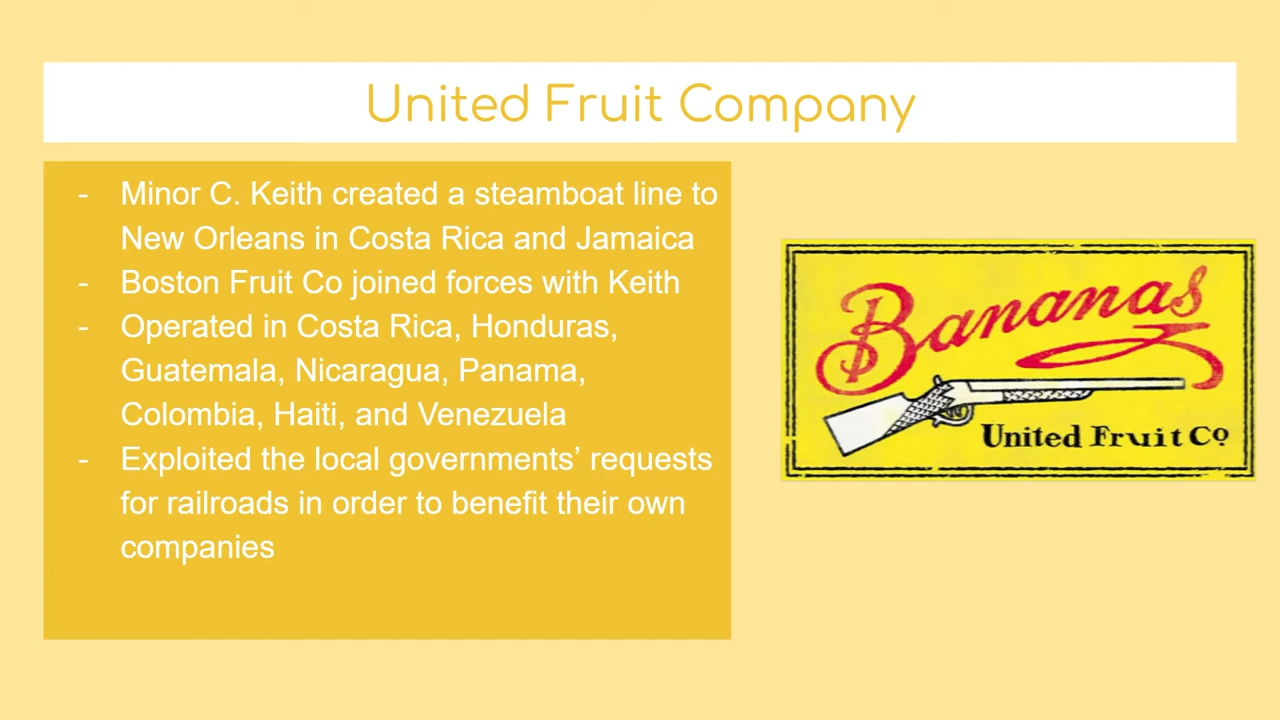 United Fruit Company
- Minor C. Keith created a steamboat line to
New Orleans in Costa Rica and Jamaica
- Boston Fruit Co joined forces with Keith
- Operated in Costa Rica, Honduras,
Guatemala, Nicaragua, Panama,
Colombia, Haiti, and Venezuela
- Exploited the local governments’ requests
for railroads in order to benefit their own
companies
Bananas
United Fruit Co